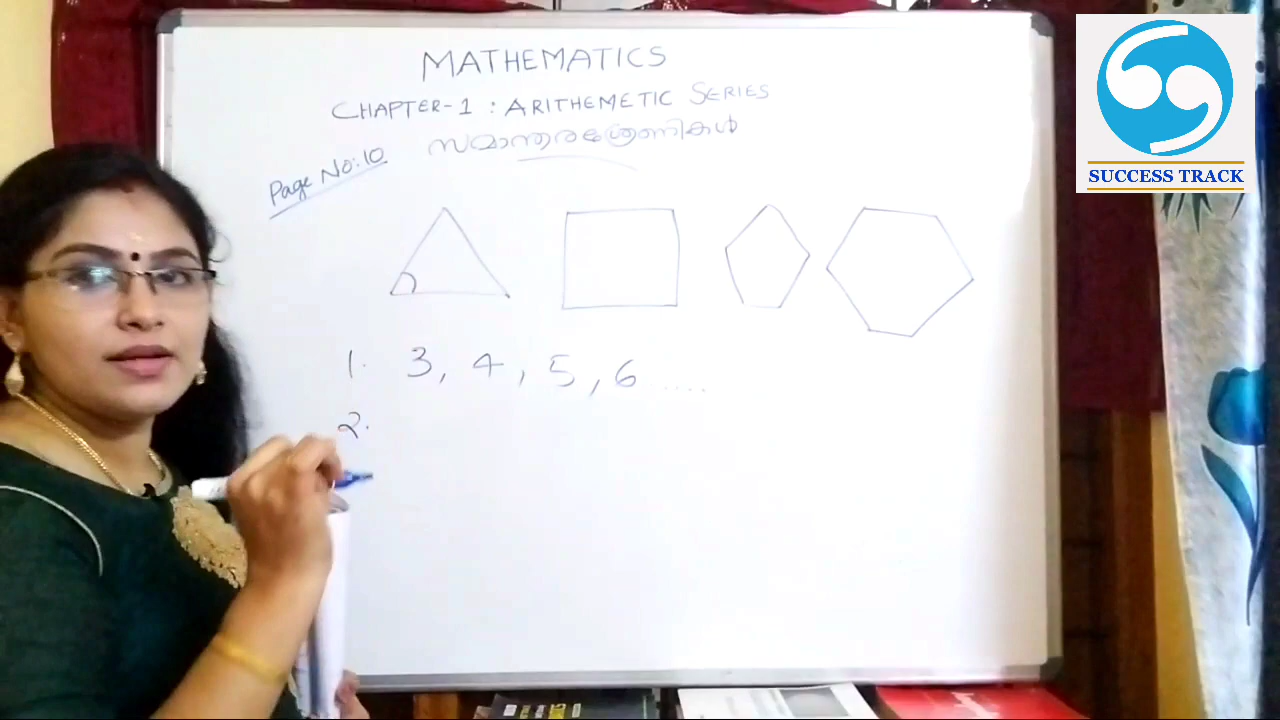 MATHEMATICS
CHAPTER-1 : ARITHEMETIC SERIES
സമാന്തരശ്രേണികൾ
Page No:10
1. 3, 4, 5, 6 .....
2.
SUCCESS TRACK